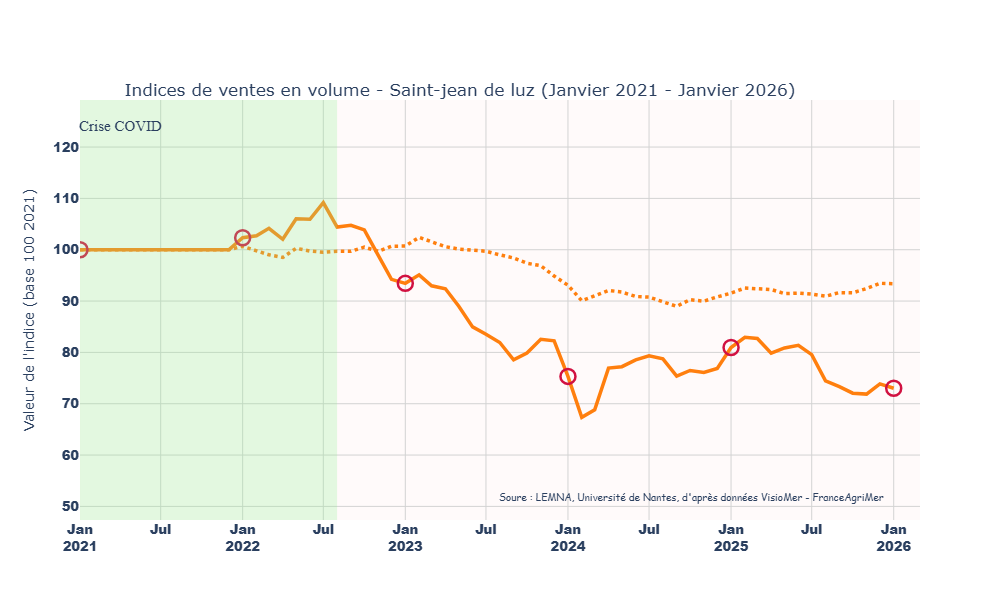 Indices de ventes en volume - Saint-jean de luz (Janvier 2021 - Janvier 2026)
Crise COVID
Valeur de l'indice (base 100 2021)
120
110
100
90
80
70
60
50
Soure : LEMNA, Université de Nantes, d'après données VisioMer - FranceAgriMer
Jan Jul Jan Jul Jan Jul Jan Jul Jan Jul Jan
2021 2022 2023 2024 2025 2026